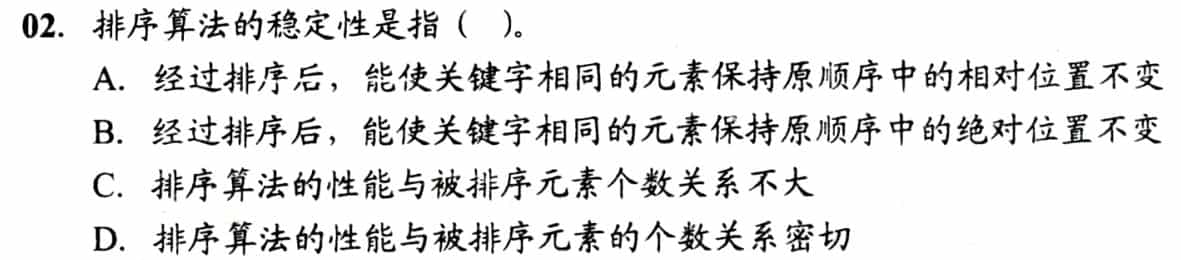 02. 排序算法的稳定性是指（ ）。
A. 经过排序后，能使关键字相同的元素保持原顺序中的相对位置不变
B. 经过排序后，能使关键字相同的元素保持原顺序中的绝对位置不变
C. 排序算法的性能与被排序元素个数关系不大
D. 排序算法的性能与被排序元素的个数关系密切